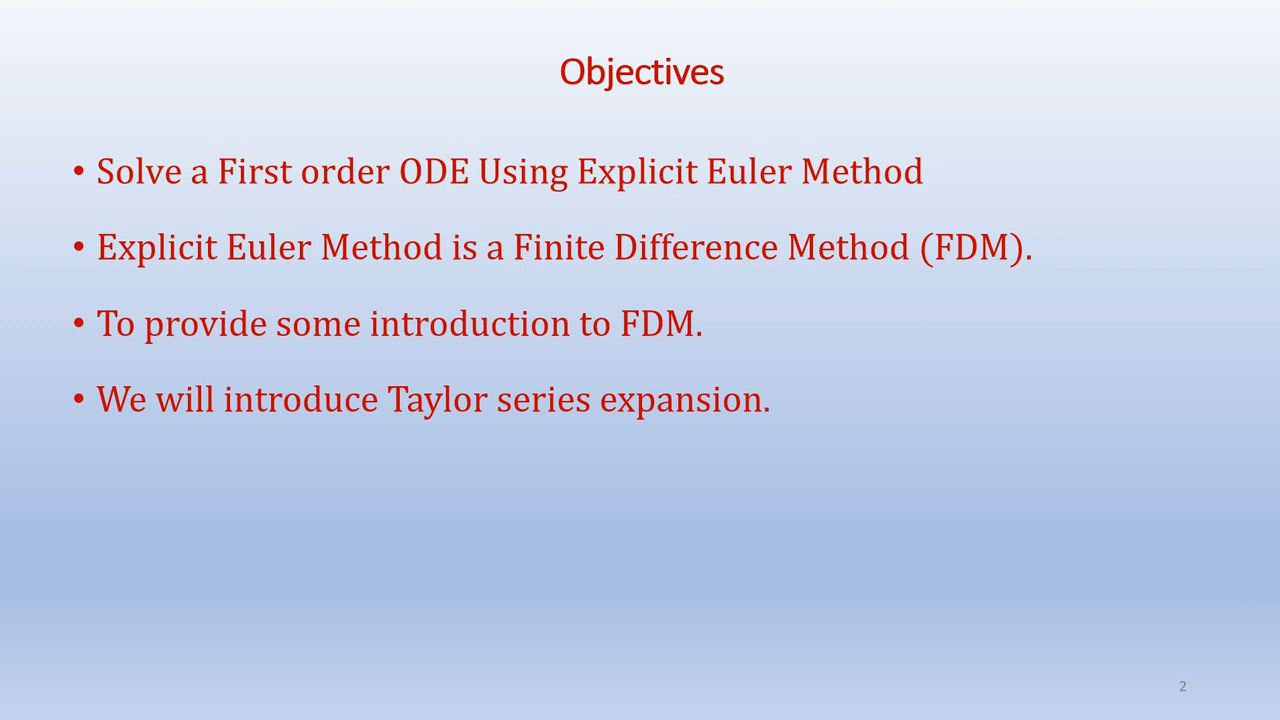 Objectives
• Solve a First order ODE Using Explicit Euler Method
• Explicit Euler Method is a Finite Difference Method (FDM).
• To provide some introduction to FDM.
• We will introduce Taylor series expansion.
2